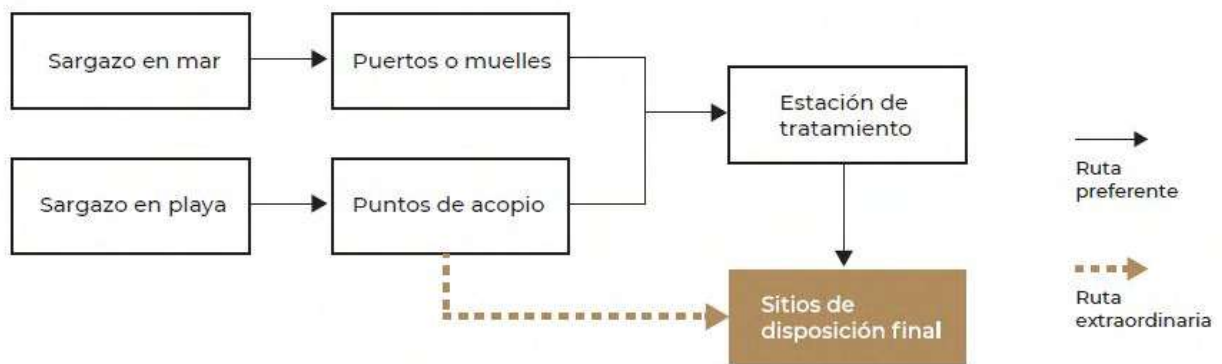 Sargazo en mar
Puertos o muelles
Estación de
tratamiento
Sargazo en playa
Puntos de acopio
Sitios de
disposición final
Ruta
preferente
Ruta
extraordinaria